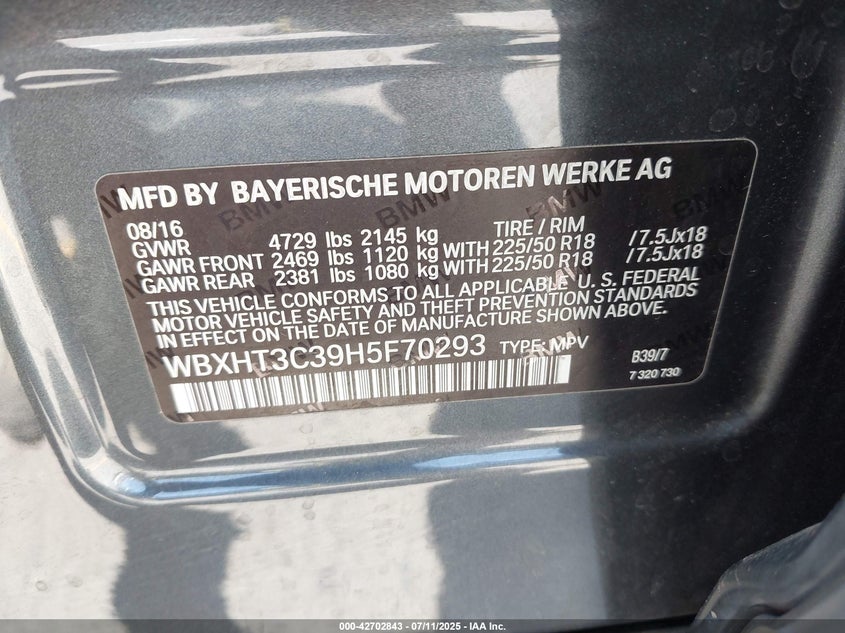 MFD BY BAYERISCHE MOTOREN WERKE AG
08/16 TIRE / RIM
GVWR 4729 lbs 2145 kg
GAWR FRONT 2469 lbs 1120 kg WITH 225/50 R18 /7.5Jx18
GAWR REAR 2381 lbs 1080 kg WITH 225/50 R18 /7.5Jx18
THIS VEHICLE CONFORMS TO ALL APPLICABLE U. S. FEDERAL
MOTOR VEHICLE SAFETY AND THEFT PREVENTION STANDARDS
IN EFFECT ON THE DATE OF MANUFACTURE SHOWN ABOVE.
WBXHT3C39H5F70293 TYPE: MPV B39/7
7 320 730
000-42702843 - 07/11/2025 - IAA Inc.